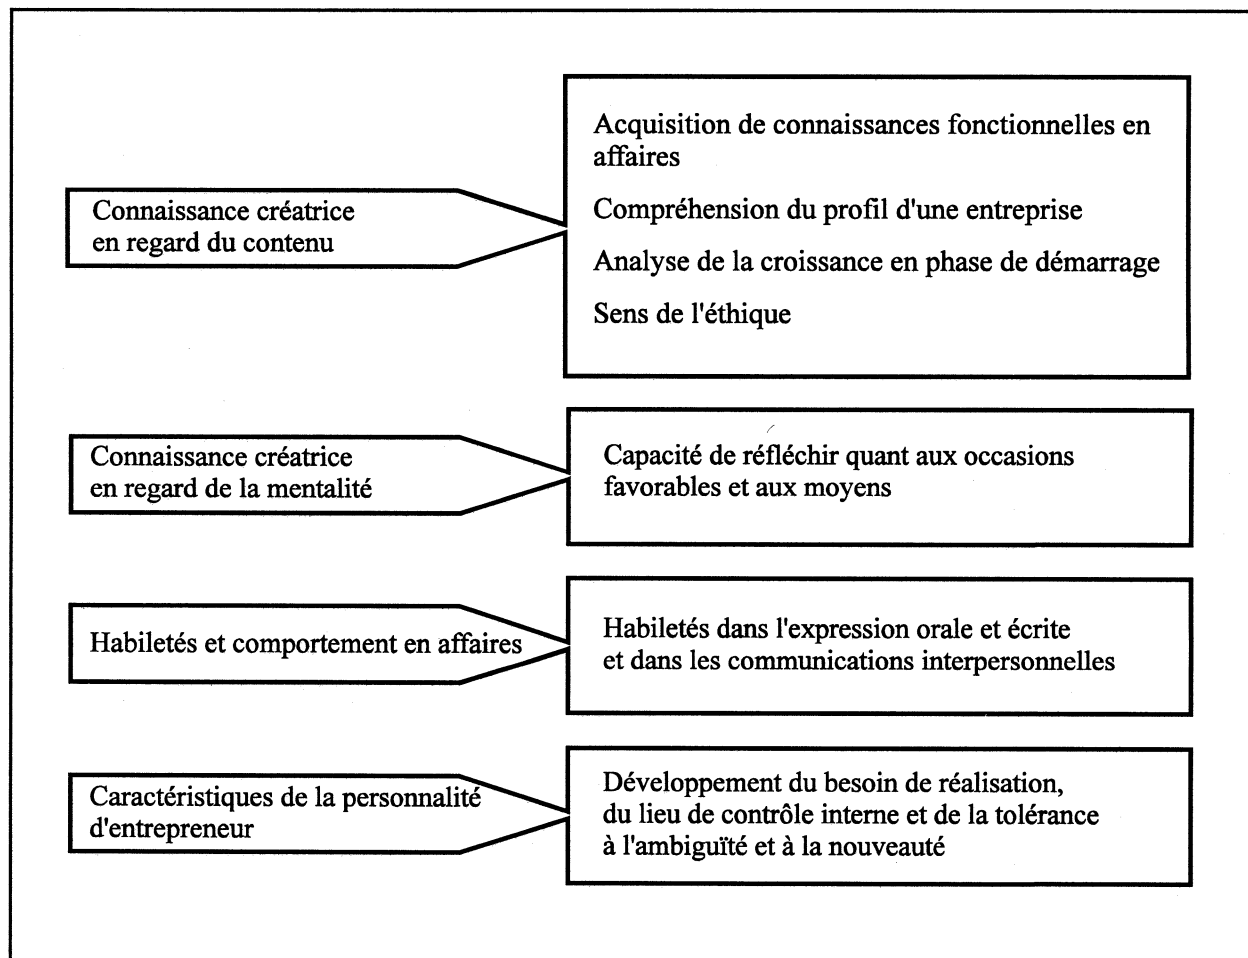 Connaissance créatrice
en regard du contenu
Acquisition de connaissances fonctionnelles en
affaires
Compréhension du profil d'une entreprise
Analyse de la croissance en phase de démarrage
Sens de l'éthique
Connaissance créatrice
en regard de la mentalité
Capacité de réfléchir quant aux occasions
favorables et aux moyens
Habiletés et comportement en affaires
Habiletés dans l'expression orale et écrite
et dans les communications interpersonnelles
Caractéristiques de la personnalité
d'entrepreneur
Développement du besoin de réalisation,
du lieu de contrôle interne et de la tolérance
à l'ambiguïté et à la nouveauté